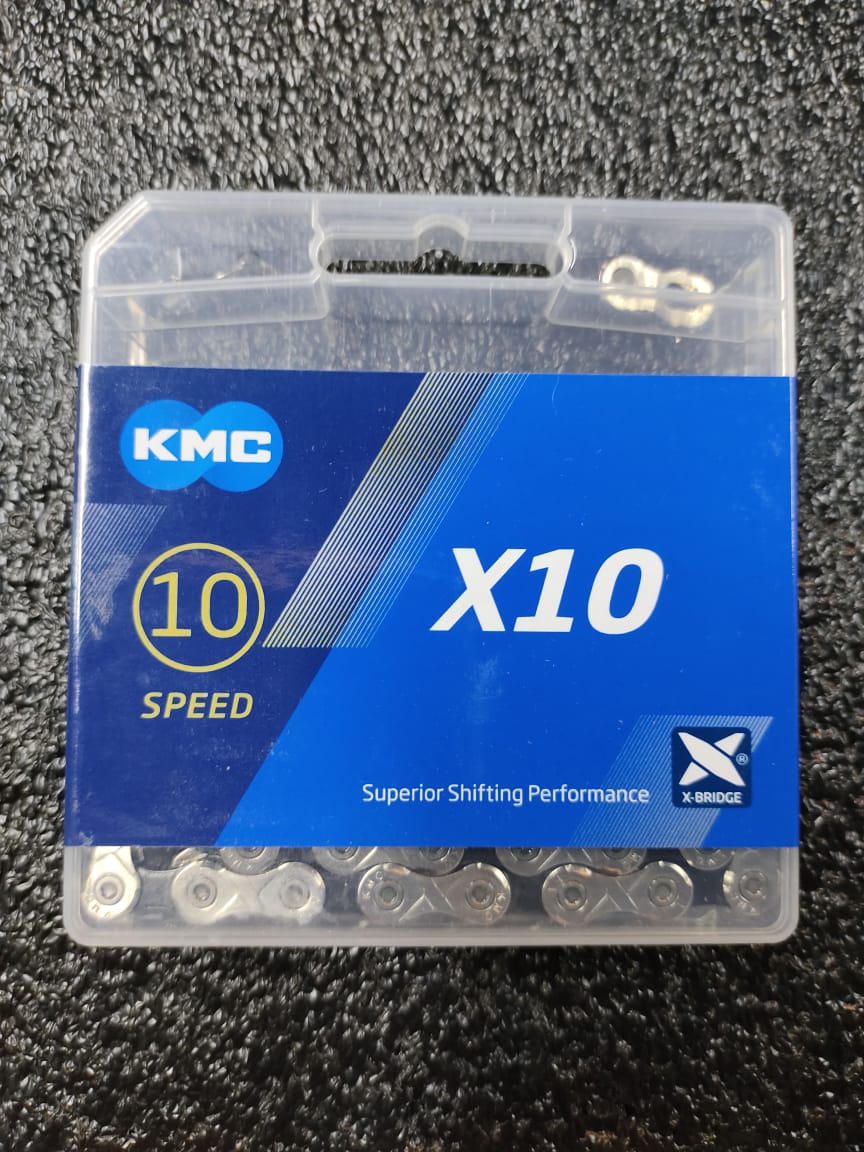 KMC
10
SPEED
X10
Superior Shifting Performance
®
X-BRIDGE